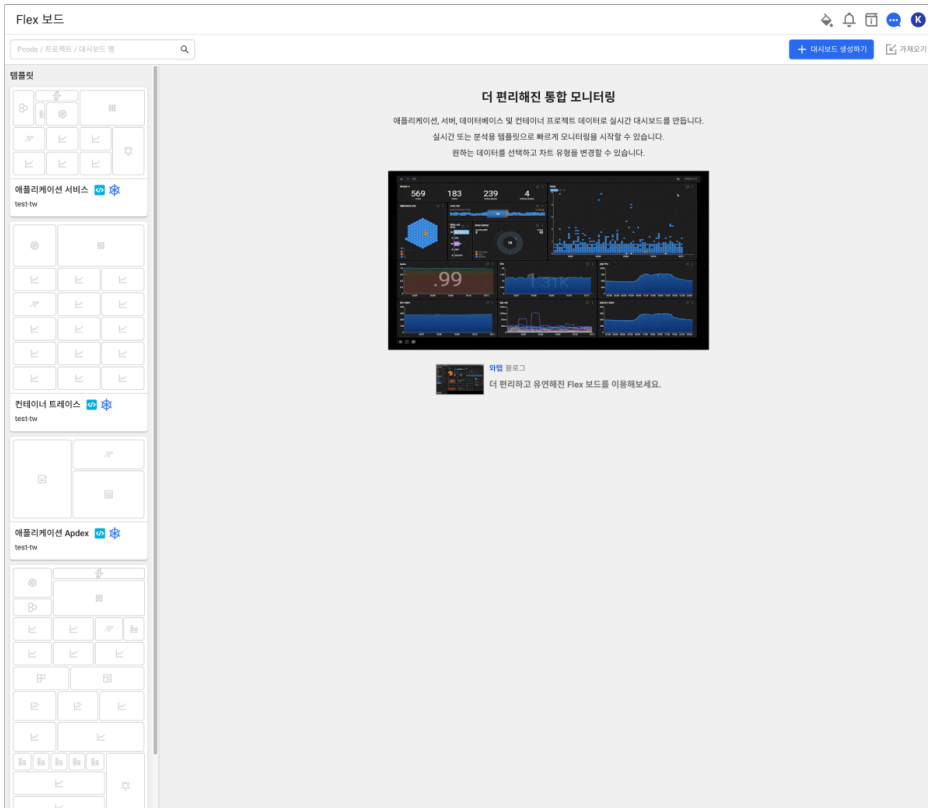 Flex 보드
K
Pcode / 프로젝트 / 대시보드 명
대시보드 생성하기
가져오기
템플릿
애플리케이션 서비스
test-tw
컨테이너 트레이스
test-tw
애플리케이션 Apdex
test-tw
더 편리해진 통합 모니터링
애플리케이션, 서버, 데이터베이스 및 컨테이너 프로젝트 데이터로 실시간 대시보드를 만듭니다.
실시간 또는 분석용 템플릿으로 빠르게 모니터링을 시작할 수 있습니다.
원하는 데이터를 선택하고 차트 유형을 변경할 수 있습니다.
569
183
239
4
.99
1.31K
와탭 블로그
더 편리하고 유연해진 Flex 보드를 이용해보세요.